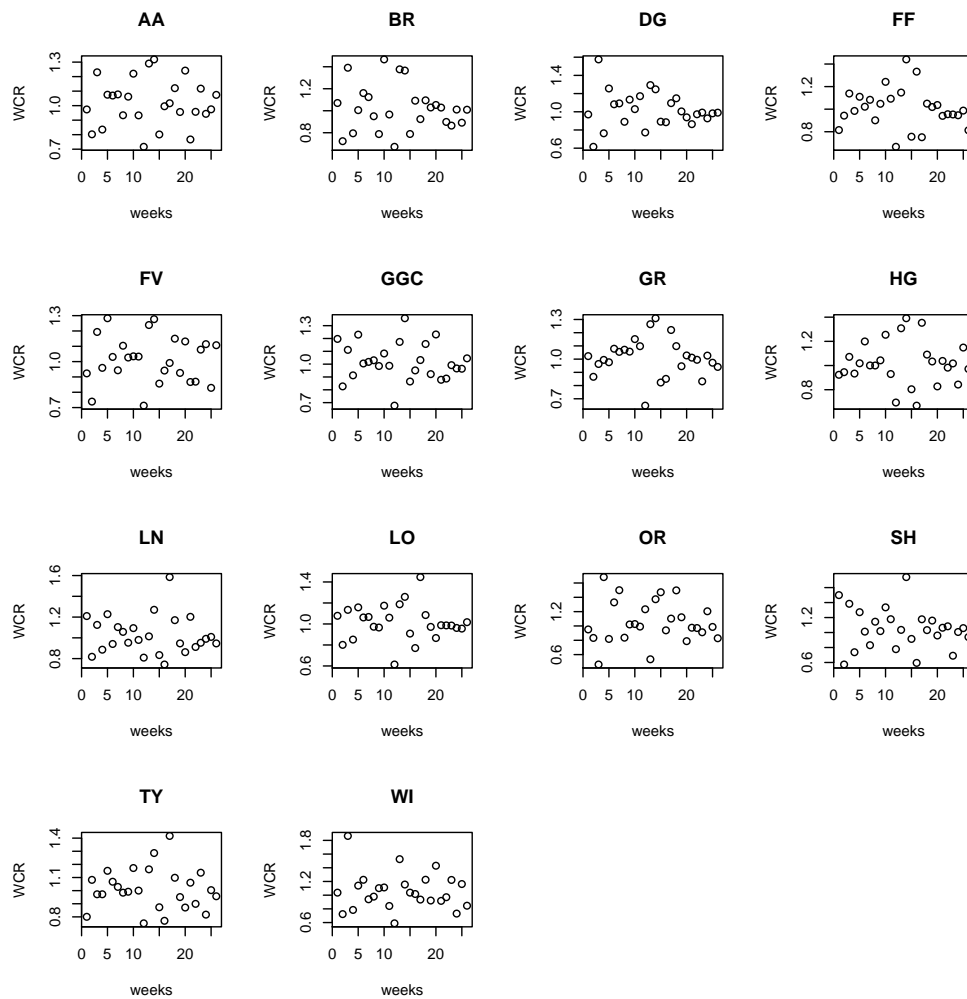 AA BR DG FF
WCR 0.7 1.0 1.3 WCR 0.8 1.2 WCR 0.6 1.0 1.4 WCR 0.8 1.2
0 5 10 20 0 5 10 20 0 5 10 20 0 5 10 20
weeks weeks weeks weeks
FV GGC GR HG
WCR 0.7 1.0 1.3 WCR 0.7 1.0 1.3 WCR 0.7 1.0 1.3 WCR 0.8 1.2
0 5 10 20 0 5 10 20 0 5 10 20 0 5 10 20
weeks weeks weeks weeks
LN LO OR SH
WCR 0.8 1.2 1.6 WCR 0.6 1.0 1.4 WCR 0.6 1.2 WCR 0.6 1.2
0 5 10 20 0 5 10 20 0 5 10 20 0 5 10 20
weeks weeks weeks weeks
TY WI
WCR 0.8 1.1 1.4 WCR 0.6 1.2 1.8
0 5 10 20 0 5 10 20
weeks weeks